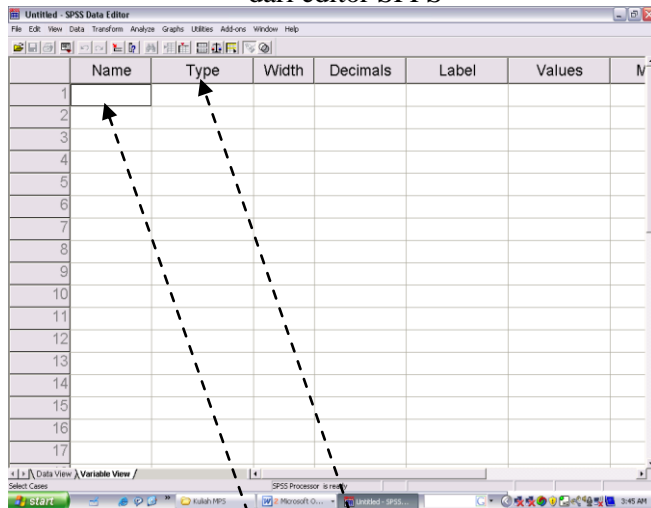 dari editor SPSS
Untitled - SPSS Data Editor
File Edit View Data Transform Analyze Graphs Utilities Add-ons Window Help
Name Type Width Decimals Label Values M
1
2
3
4
5
6
7
8
9
10
11
12
13
14
15
16
17
Data View Variable View
Select Cases SPSS Processor is ready
start Kuliah MPS 2 Microsoft O... Untitled - SPSS... 3:45 AM